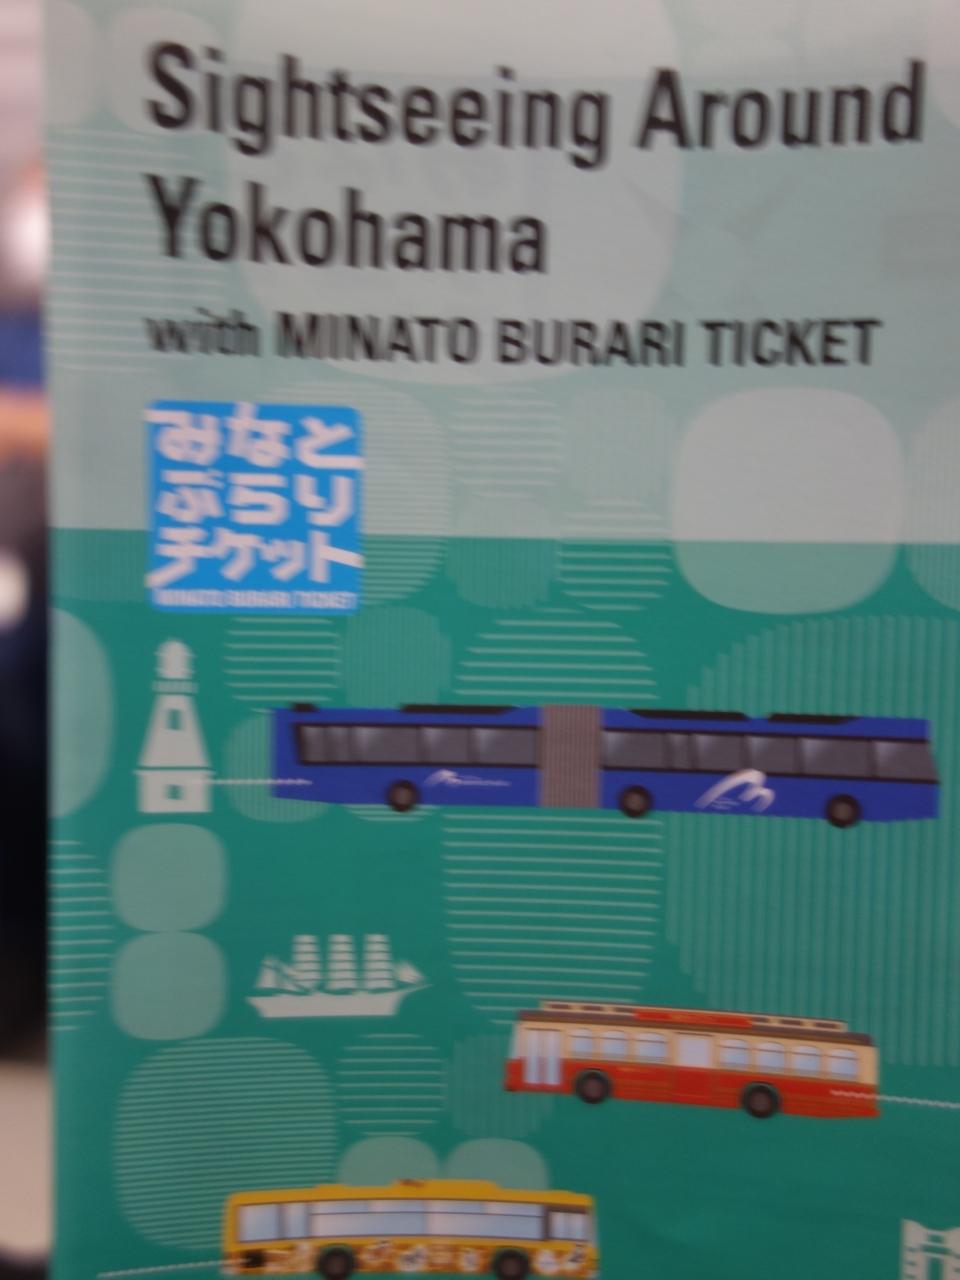 Sightseeing Around
Yokohama
with MINATO BURARI TICKET
みなと
ぶらり
チケット
MINATO BURARI TICKET